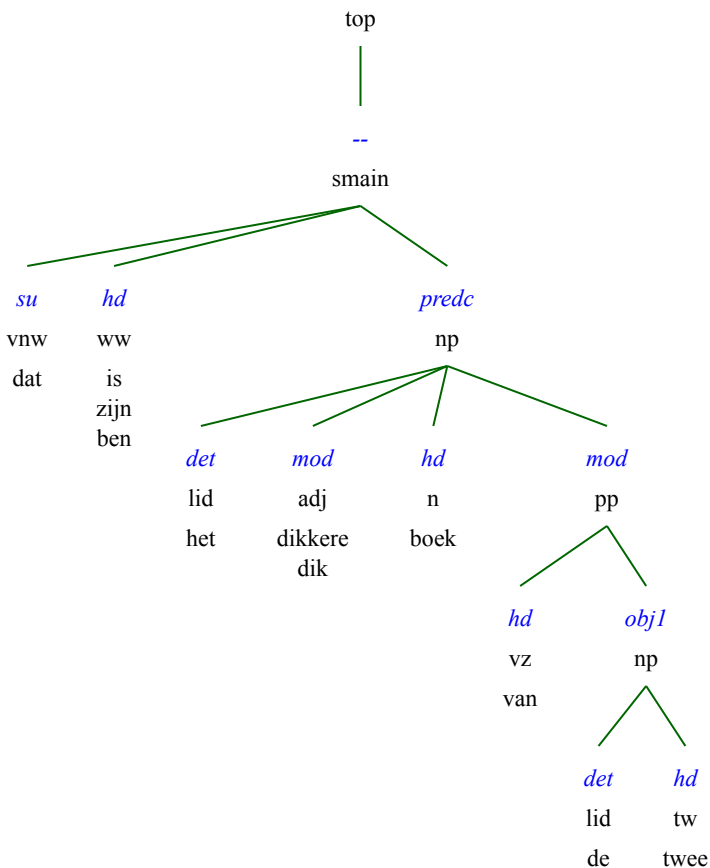 top
--
smain
su hd predc
vnw ww np
dat is
zijn
ben
det mod hd mod
lid adj n pp
het dikkere boek
dik
hd obj1
vz np
van
det hd
lid tw
de twee